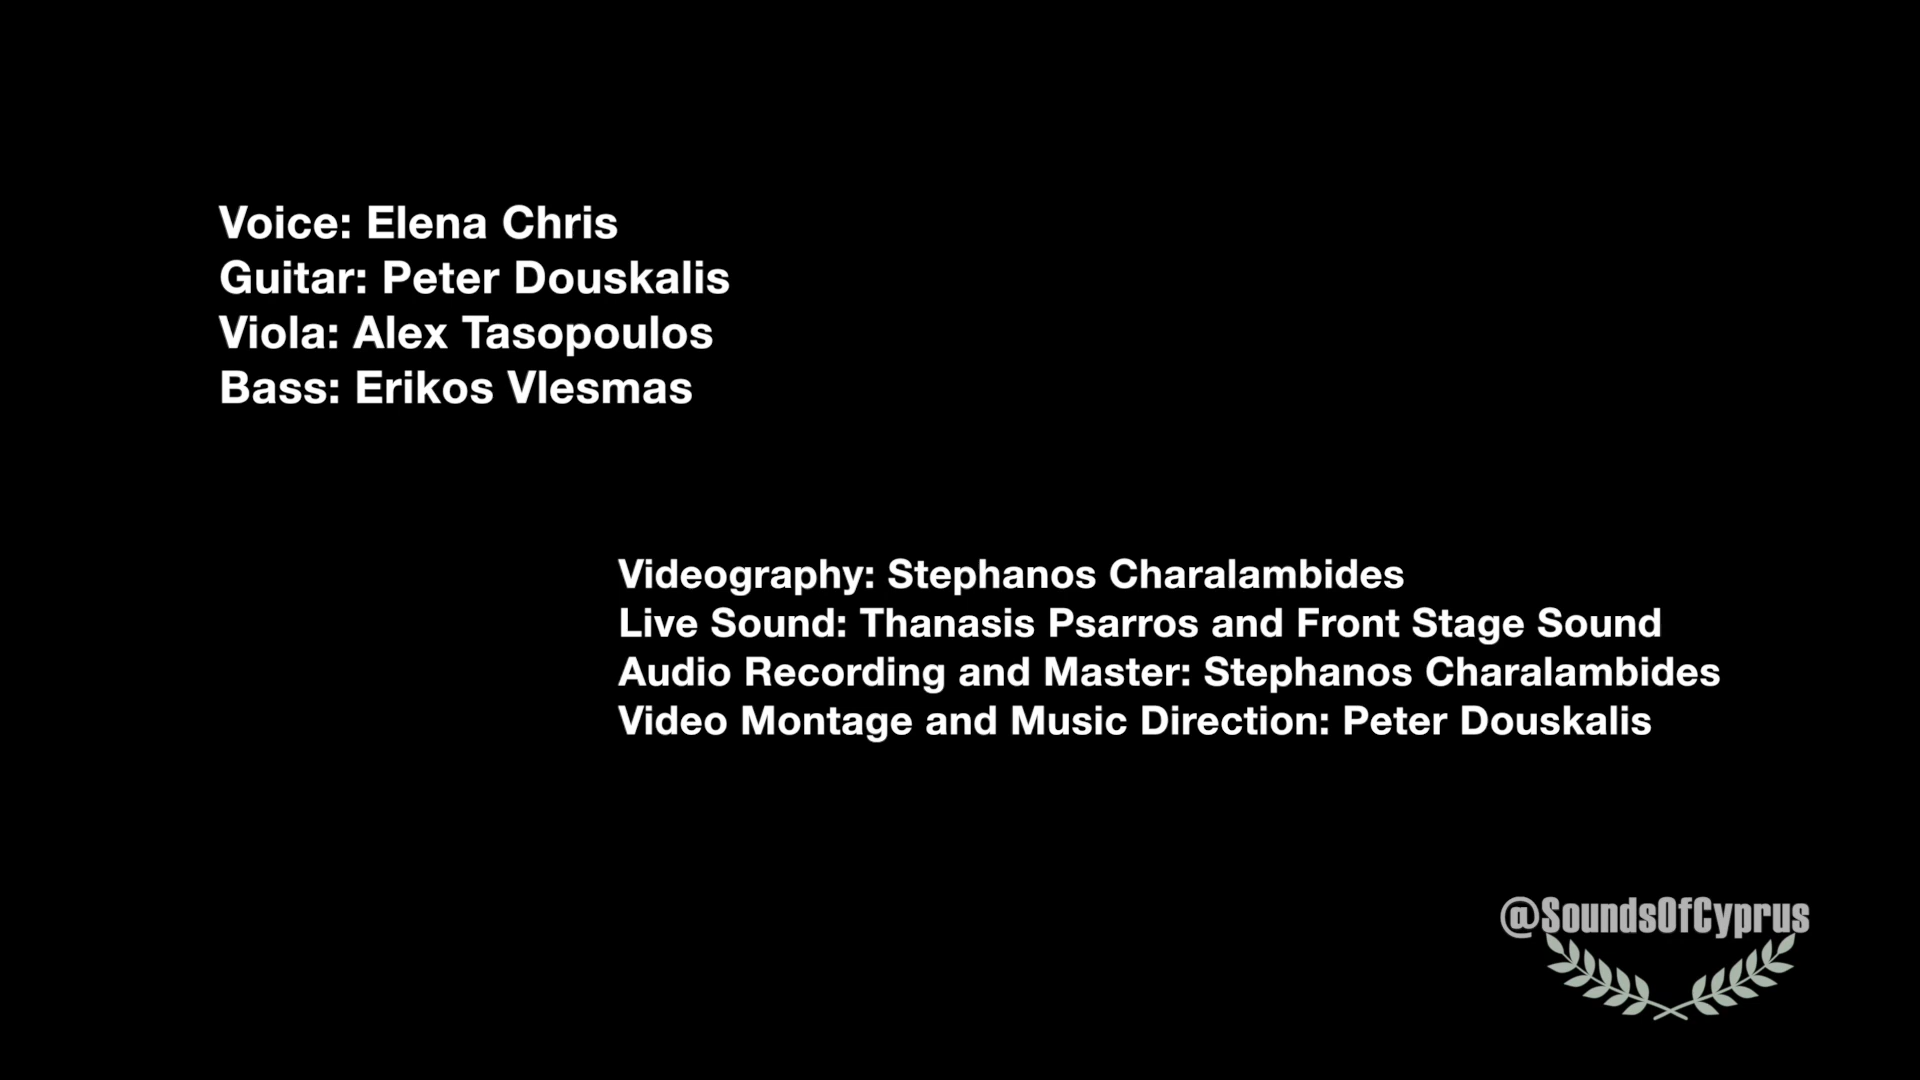 Voice: Elena Chris
Guitar: Peter Douskalis
Viola: Alex Tasopoulos
Bass: Erikos Vlesmas
Videography: Stephanos Charalambides
Live Sound: Thanasis Psarros and Front Stage Sound
Audio Recording and Master: Stephanos Charalambides
Video Montage and Music Direction: Peter Douskalis
@SoundsOfCyprus